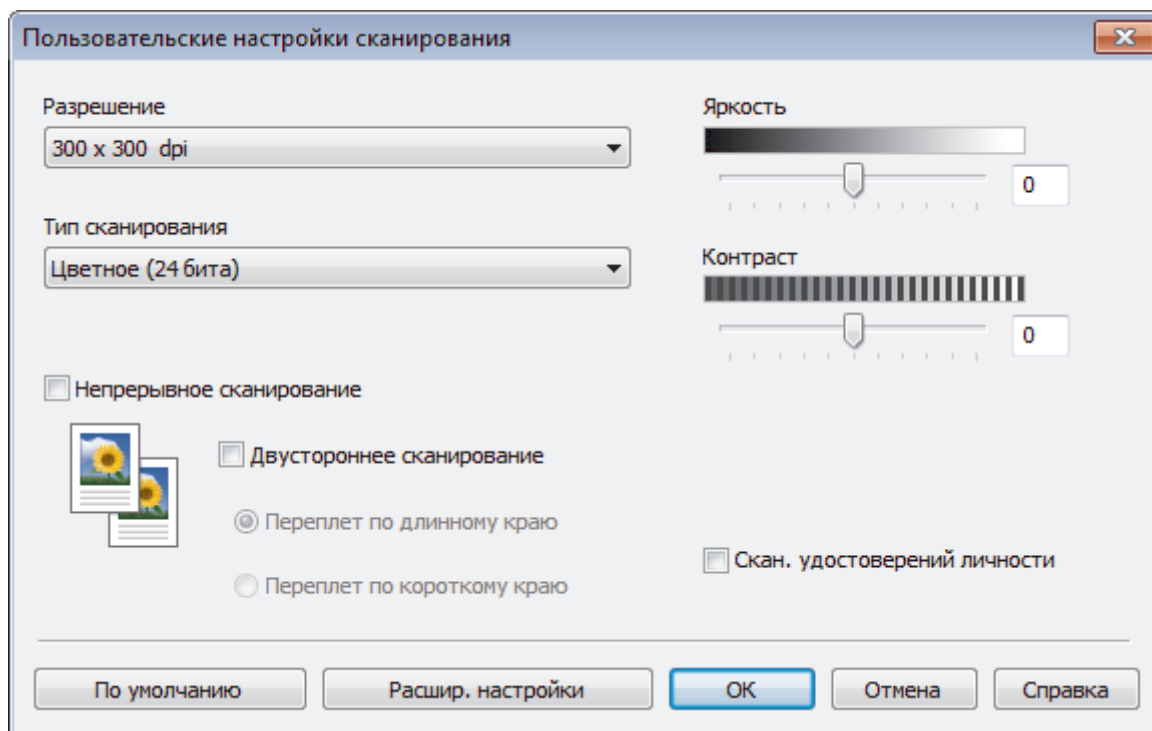 Пользовательские настройки сканирования
Разрешение
300 x 300 dpi
Тип сканирования
Цветное (24 бита)
Яркость
0
Контраст
0
Непрерывное сканирование
Двустороннее сканирование
Переплет по длинному краю
Переплет по короткому краю
Скан. удостоверений личности
По умолчанию
Расшир. настройки
OK
Отмена
Справка